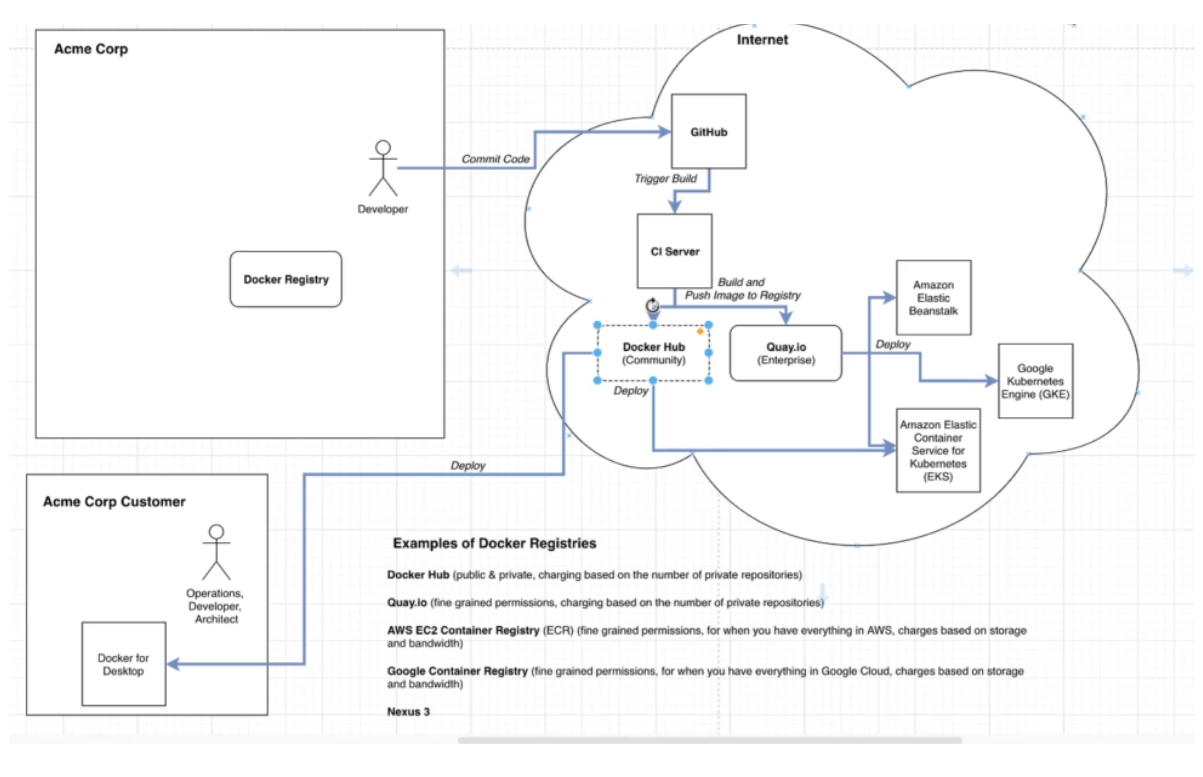 Acme Corp
Internet
GitHub
Commit Code
Trigger Build
Developer
CI Server
Docker Registry
Build and
Push Image to Registry
Amazon
Elastic
Beanstalk
Docker Hub
(Community)
Quay.io
(Enterprise)
Deploy
Google
Kubernetes
Engine (GKE)
Deploy
Amazon Elastic
Container
Service for
Kubernetes
(EKS)
Deploy
Acme Corp Customer
Operations,
Developer,
Architect
Docker for
Desktop
Examples of Docker Registries
Docker Hub (public & private, charging based on the number of private repositories)
Quay.io (fine grained permissions, charging based on the number of private repositories)
AWS EC2 Container Registry (ECR) (fine grained permissions, for when you have everything in AWS, charges based on storage
and bandwidth)
Google Container Registry (fine grained permissions, for when you have everything in Google Cloud, charges based on storage
and bandwidth)
Nexus 3